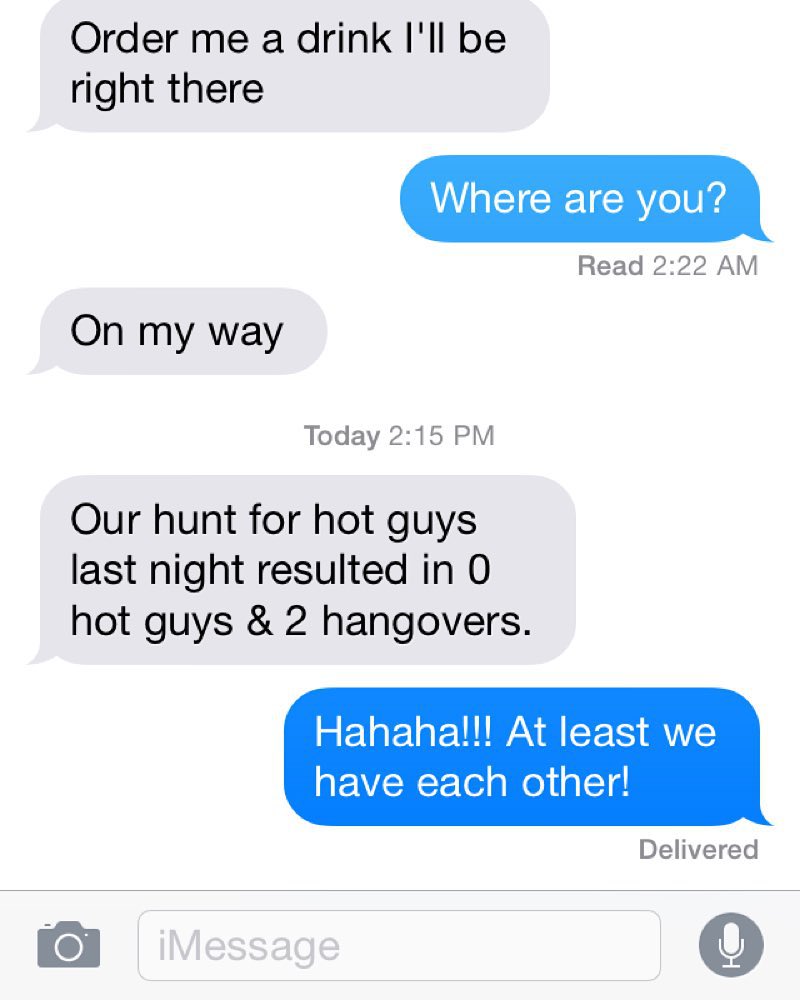 Order me a drink I'll be
right there
Where are you?
Read 2:22 AM
On my way
Today 2:15 PM
Our hunt for hot guys
last night resulted in 0
hot guys & 2 hangovers.
Hahaha!!! At least we
have each other!
Delivered
iMessage